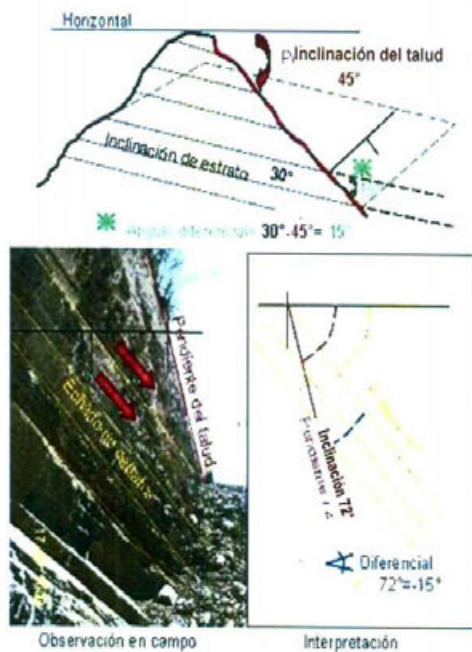 Horizontal
Inclinación del talud
45°
Inclinación de estrato 30°
30°-45°= 15°
Pendiente del talud
Inclinación 72°
Diferencial
72°=-15°
Observación en campo
Interpretación